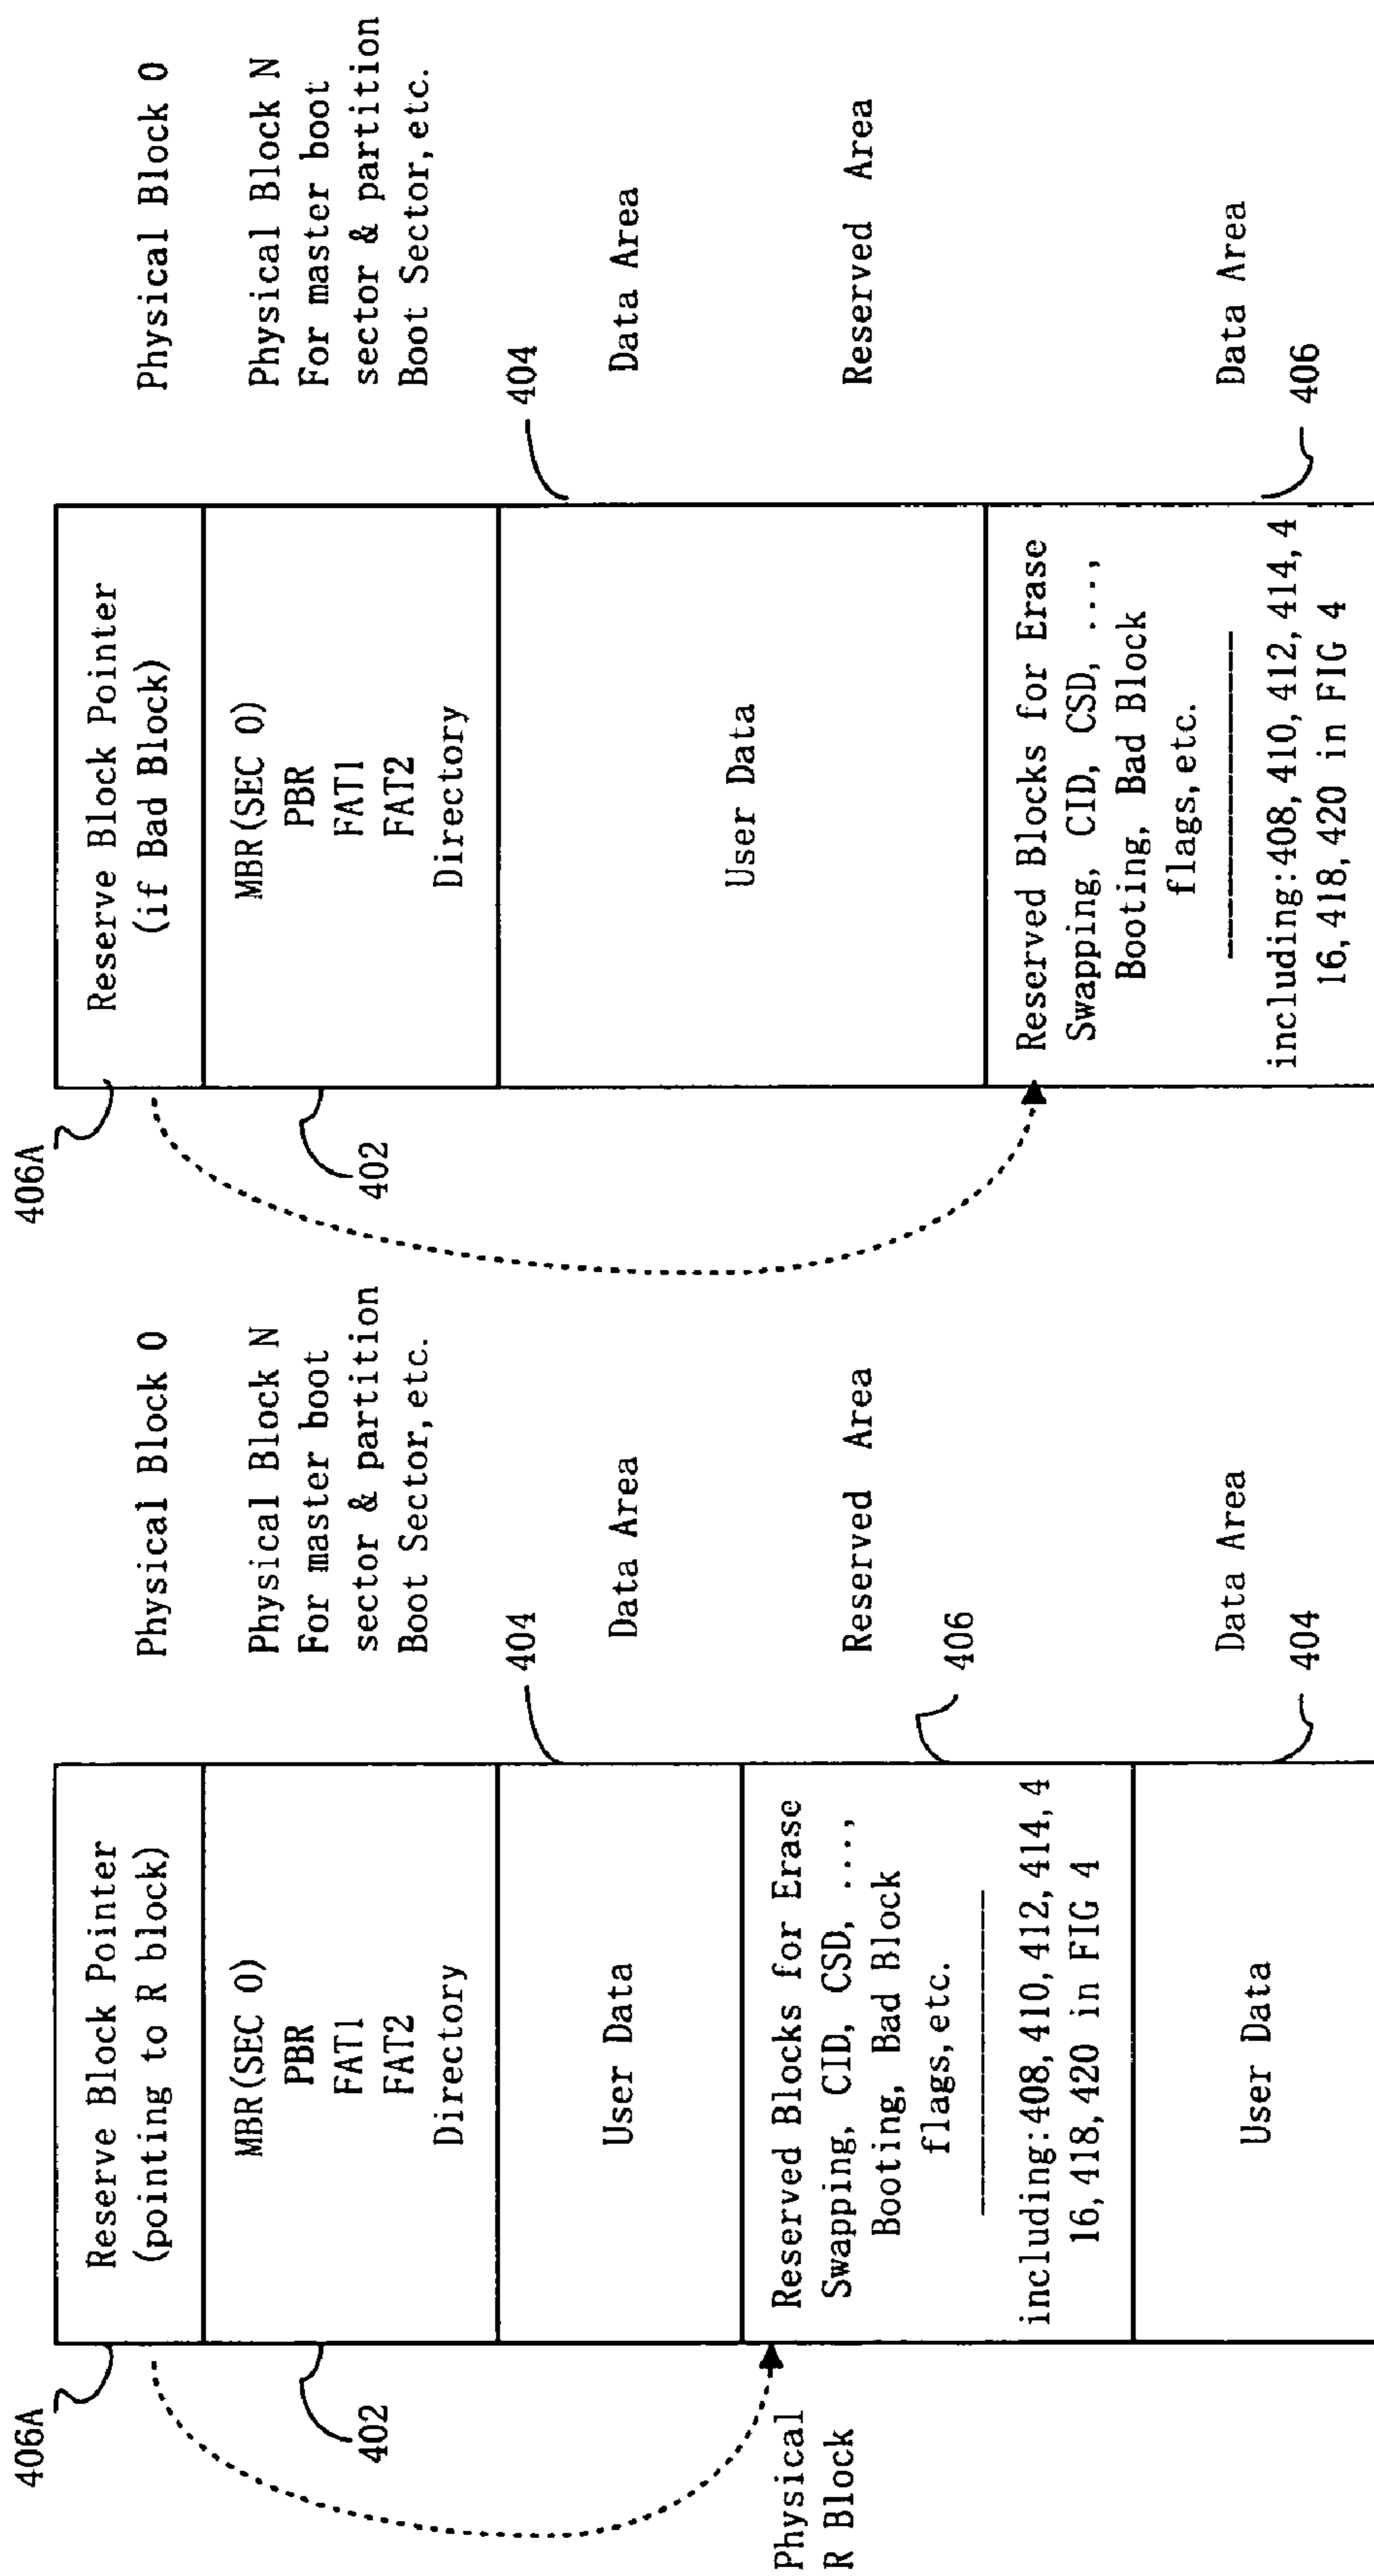 406A
Reserve Block Pointer
(pointing to R block)
Physical Block 0
402
MBR(SEC 0)
PBR
FAT1
FAT2
Directory
Physical Block N
For master boot
sector & partition
Boot Sector,etc.
404
User Data
Data Area
Physical
R Block
Reserved Blocks for Erase
Swapping, CID, CSD, ...,
Booting, Bad Block
flags,etc.
including:408,410,412,414,4
16,418,420 in FIG 4
Reserved Area
406
User Data
Data Area
404
406A
Reserve Block Pointer
(if Bad Block)
Physical Block 0
402
MBR(SEC 0)
PBR
FAT1
FAT2
Directory
Physical Block N
For master boot
sector & partition
Boot Sector,etc.
404
User Data
Data Area
Reserved Area
Reserved Blocks for Erase
Swapping, CID, CSD, ...,
Booting, Bad Block
flags,etc.
including:408,410,412,414,4
16,418,420 in FIG 4
Data Area
406